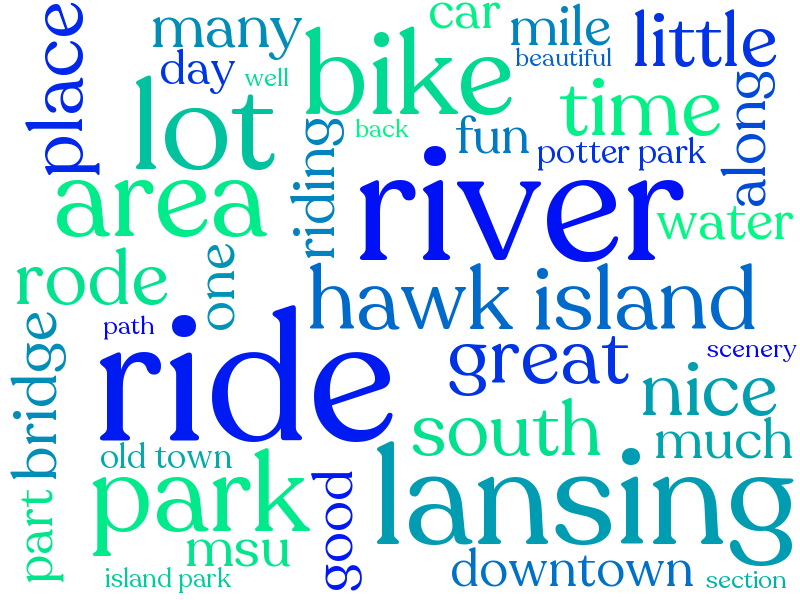 place
many
car
mile
little
day
well
bike
beautiful
lot
time
along
back
fun
potter park
riding
area
river
water
rode
one
hawk island
bridge
path
ride
great
scenery
nice
south
much
old town
park
good
lansing
part
msu
downtown
island park
section